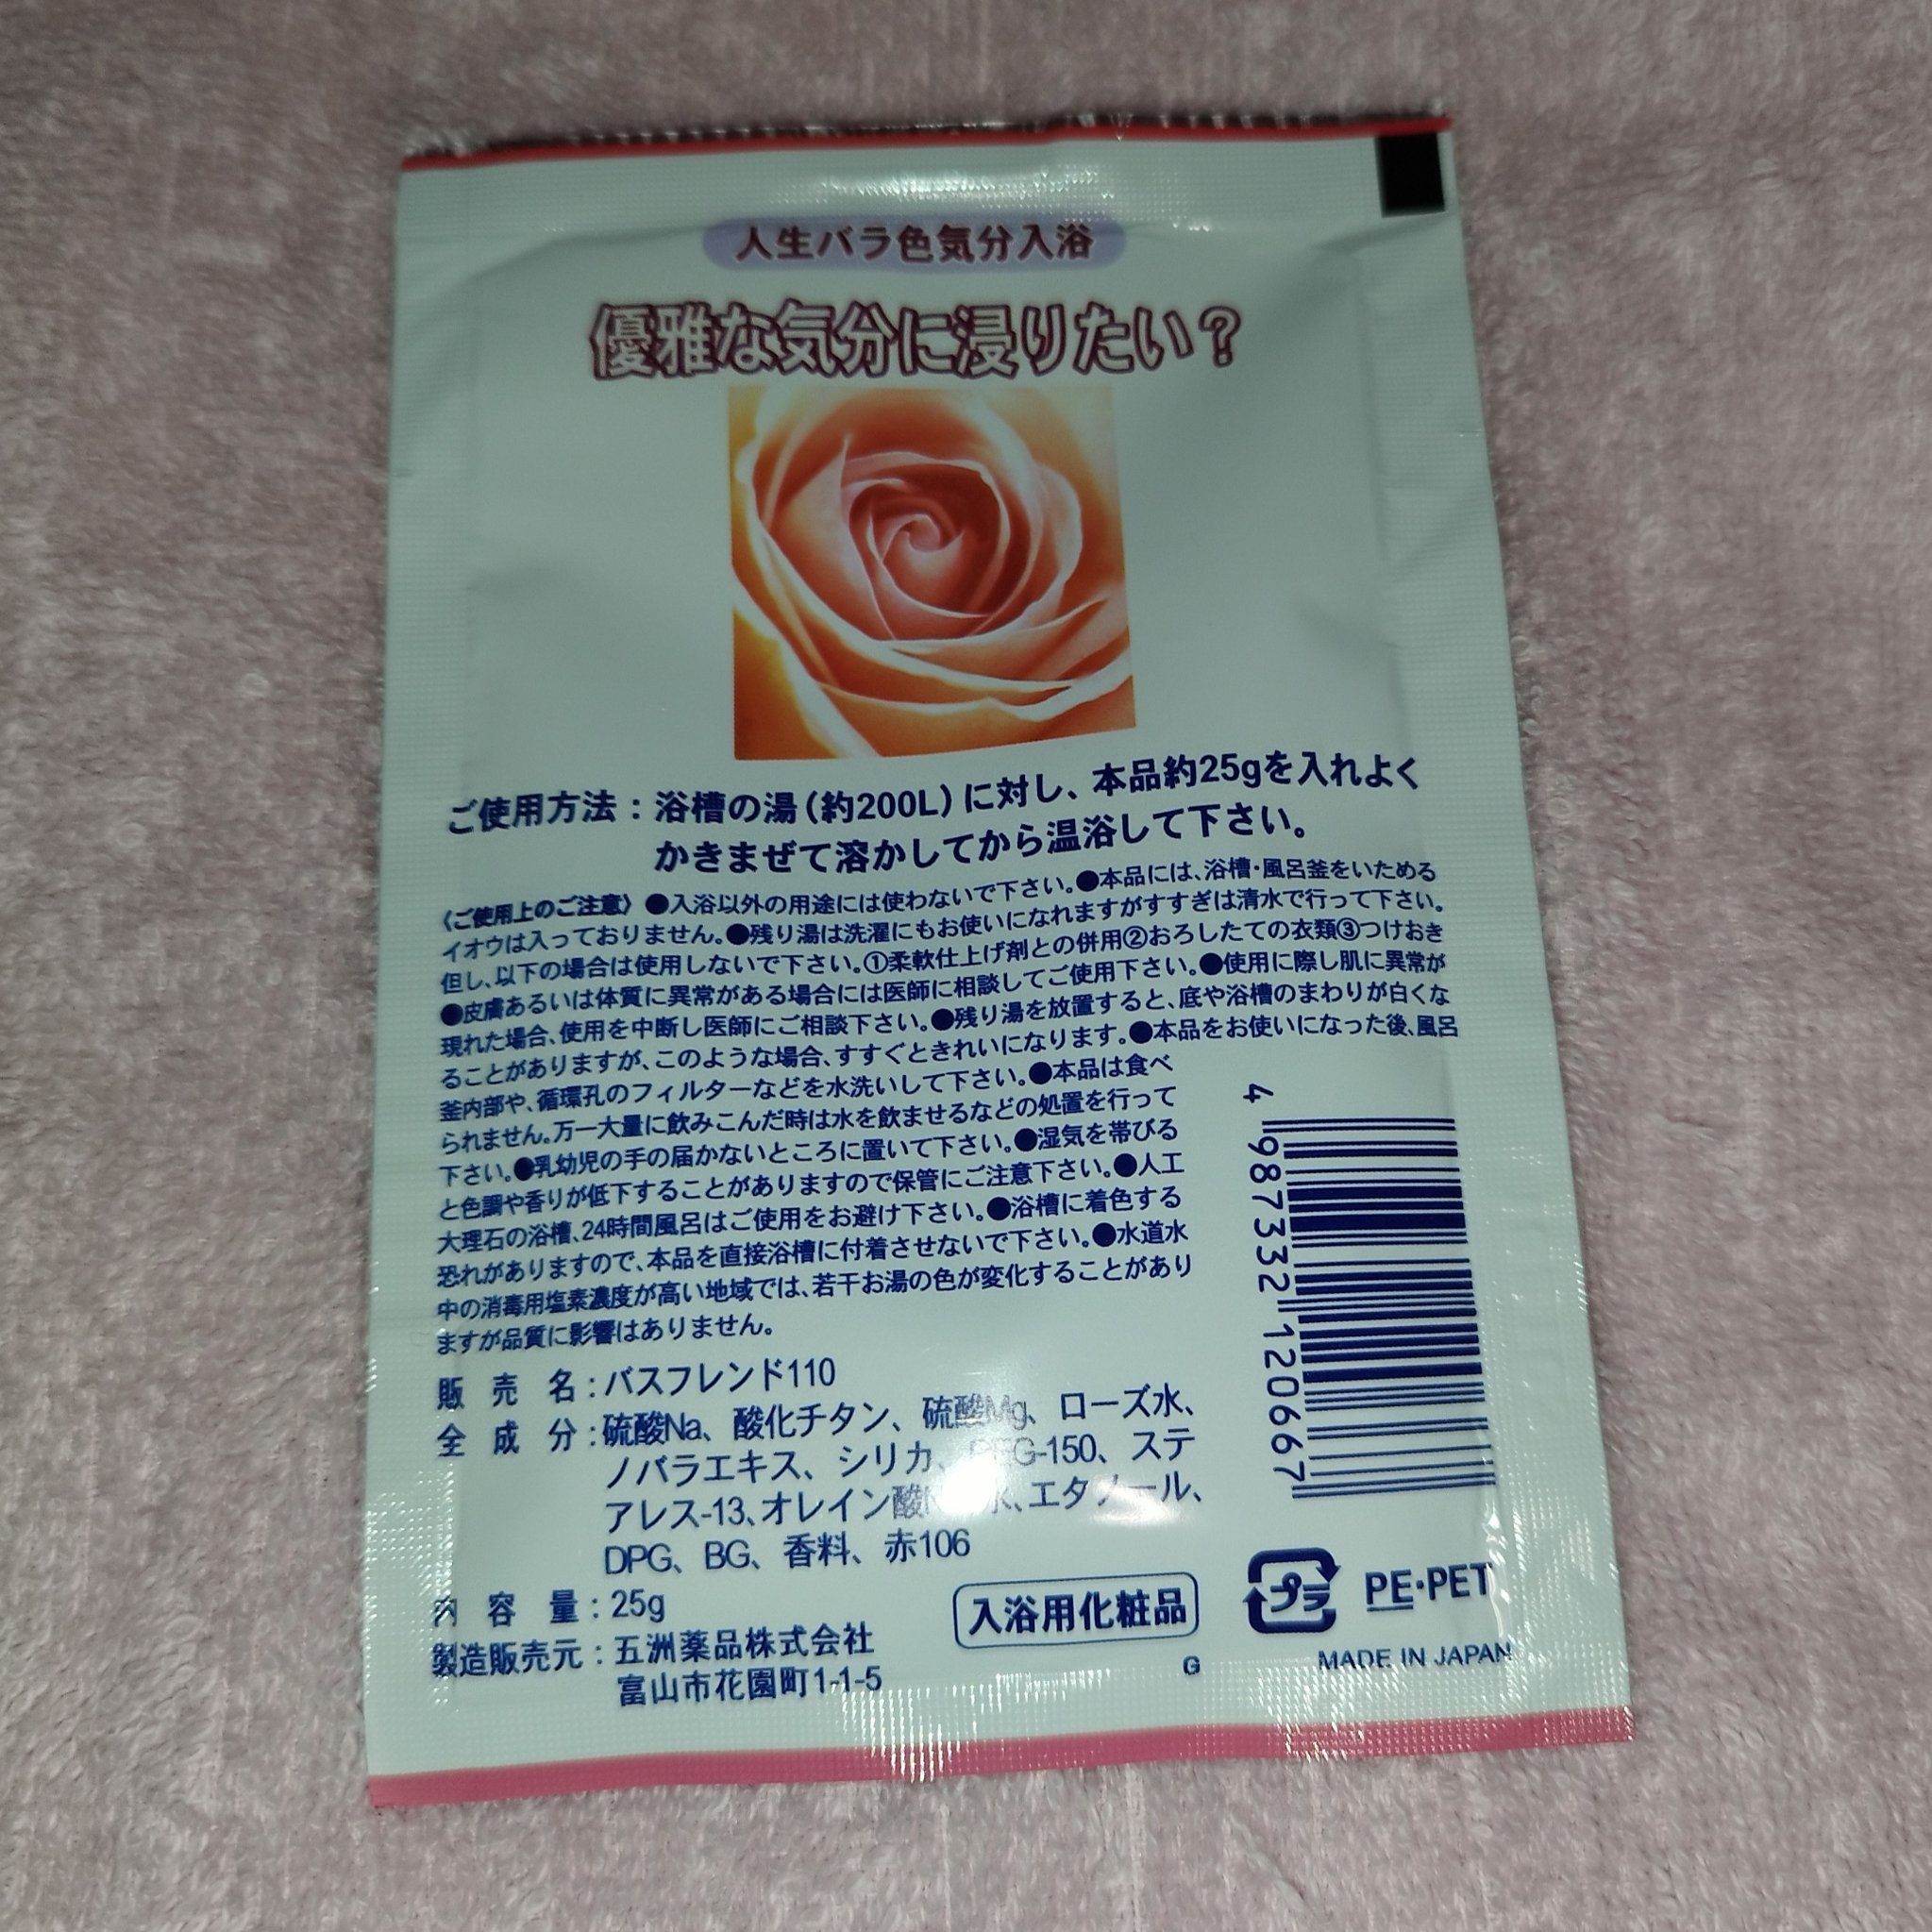 人生バラ色気分入浴
優雅な気分に浸りたい？
ご使用方法：浴槽の湯（約200L）に対し、本品約25gを入れよく
かきまぜて溶かしてから温浴して下さい。
〈ご使用上のご注意〉●入浴以外の用途には使わないで下さい。●本品には、浴槽・風呂釜をいためる
イオウは入っておりません。●残り湯は洗濯にもお使いになれますがすすぎは清水で行って下さい。
但し、以下の場合は使用しないで下さい。①柔軟仕上げ剤との併用②おろしたての衣類③つけおき
●皮膚あるいは体質に異常がある場合には医師に相談してご使用下さい。●使用に際し肌に異常が
現れた場合、使用を中断し医師にご相談下さい。●残り湯を放置すると、底や浴槽のまわりが白くな
ることがありますが、このような場合、すすぐときれいになります。●本品をお使いになった後、風呂
釜内部や、循環孔のフィルターなどを水洗いして下さい。●本品は食べ
られません。万一大量に飲みこんだ時は水を飲ませるなどの処置を行って
下さい。●乳幼児の手の届かないところに置いて下さい。●湿気を帯びる
と色調や香りが低下することがありますので保管にご注意下さい。●人工
大理石の浴槽、24時間風呂はご使用をお避け下さい。●浴槽に着色する
恐れがありますので、本品を直接浴槽に付着させないで下さい。●水道水
中の消毒用塩素濃度が高い地域では、若干お湯の色が変化することがあり
ますが品質に影響はありません。
販売名：バスフレンド110
全成分：硫酸Na、酸化チタン、硫酸Mg、ローズ水、
ノバラエキス、シリカ、PEG-150、ステ
アレス-13、オレイン酸 、エタノール、
DPG、BG、香料、赤106
内容量：25g
製造販売元：五洲薬品株式会社
富山市花園町1-1-5
入浴用化粧品
G
4 987332 120667
プラ
PE・PET
MADE IN JAPAN